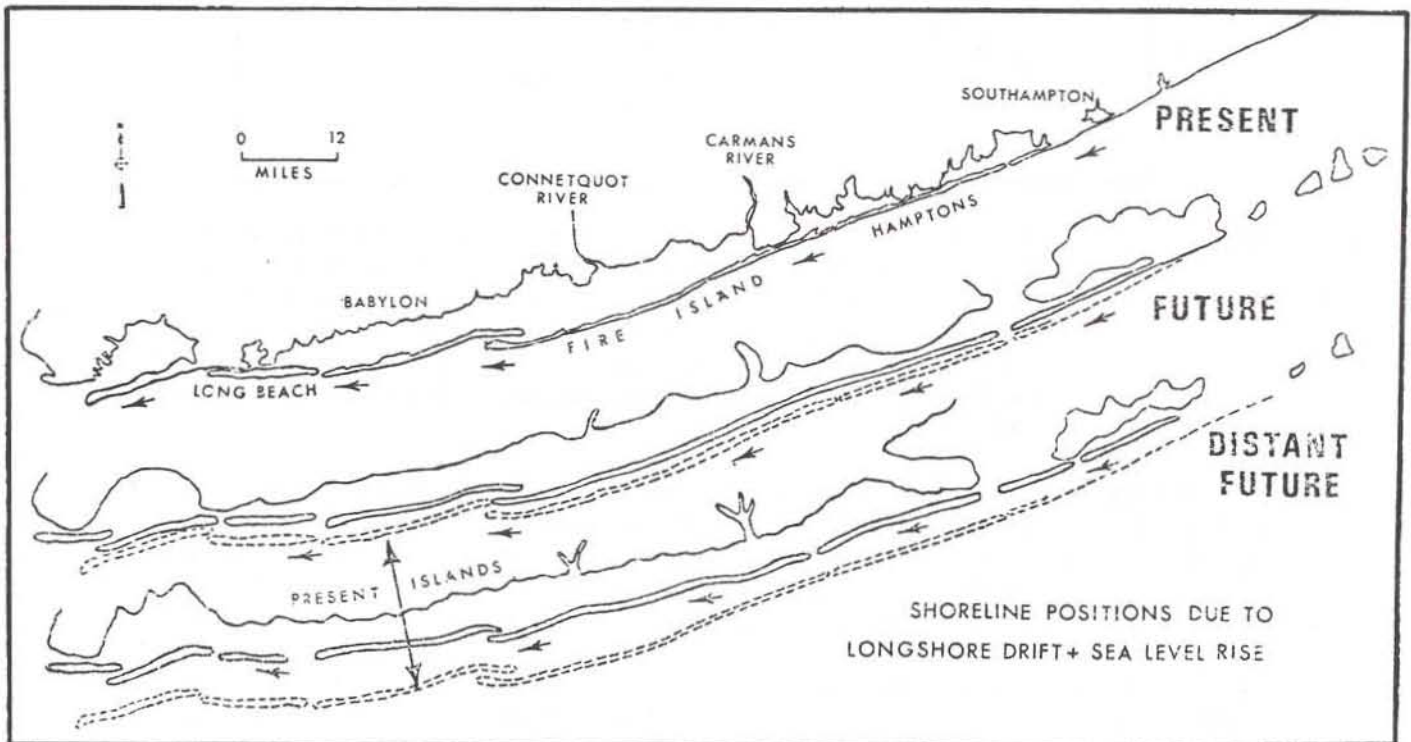 SOUTHAMPTON
PRESENT
0 12
MILES
CARMANS
RIVER
CONNETQUOT
RIVER
HAMPTONS
BABYLON
FIRE ISLAND
LONG BEACH
FUTURE
DISTANT
FUTURE
PRESENT ISLANDS
SHORELINE POSITIONS DUE TO
LONGSHORE DRIFT + SEA LEVEL RISE